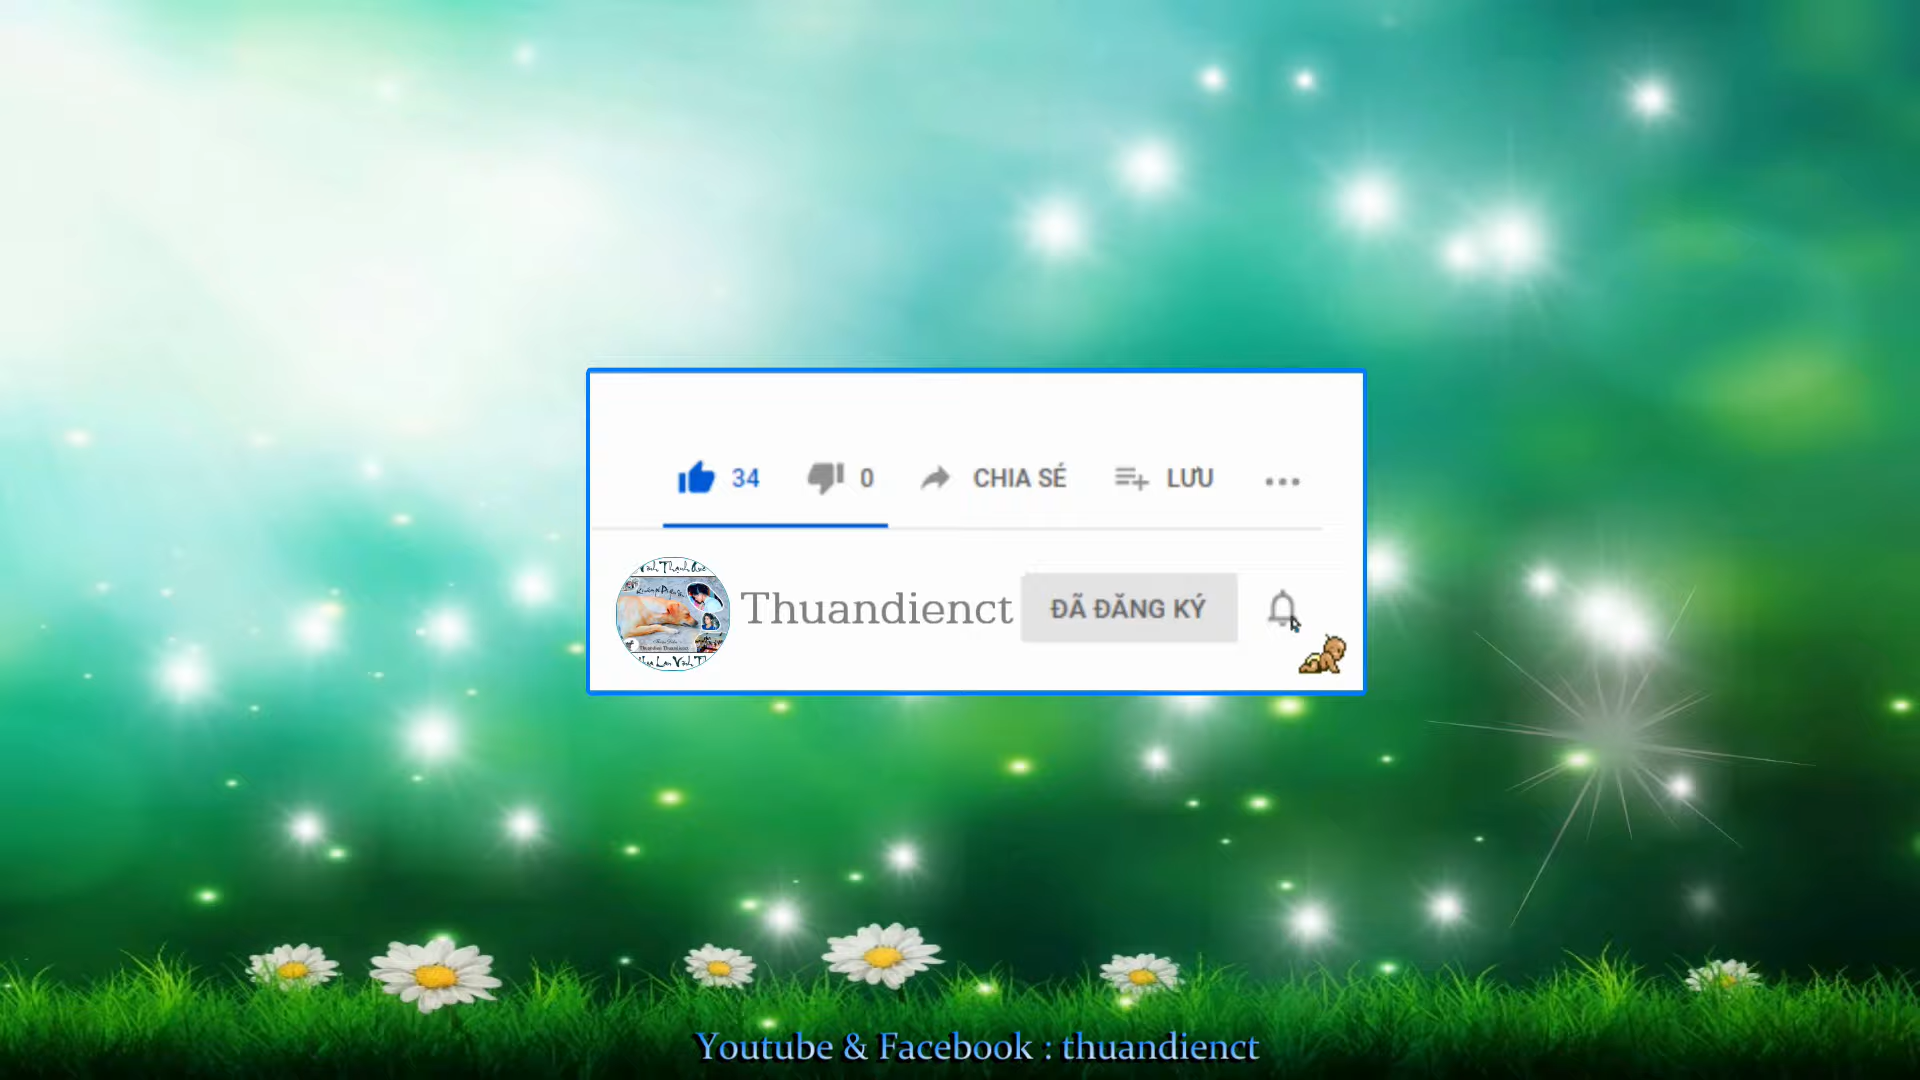 34 0 CHIA SẺ LƯU
Thuandienct ĐÃ ĐĂNG KÝ
Youtube & Facebook : thuandienct